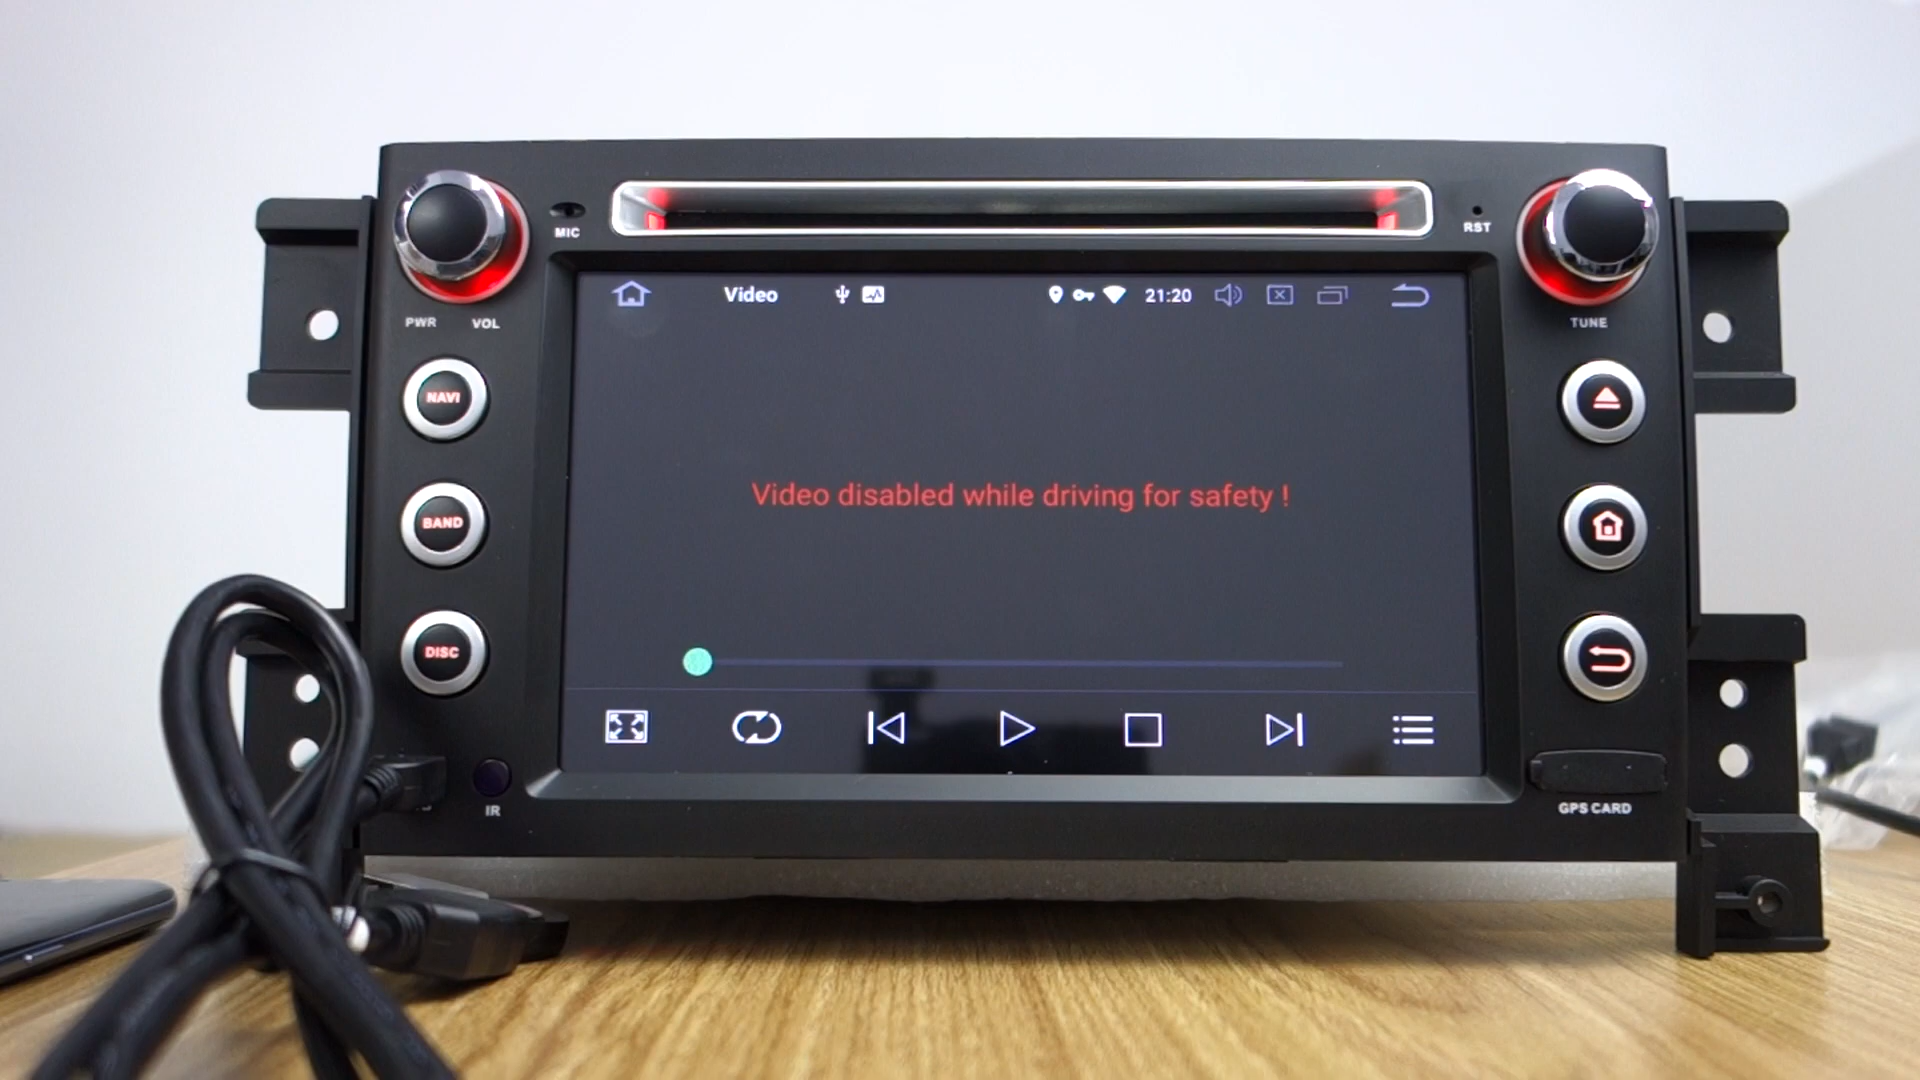 MIC
RST
Video
21:20
PWR
VOL
TUNE
NAVI
BAND
DISC
Video disabled while driving for safety !
IR
GPS CARD